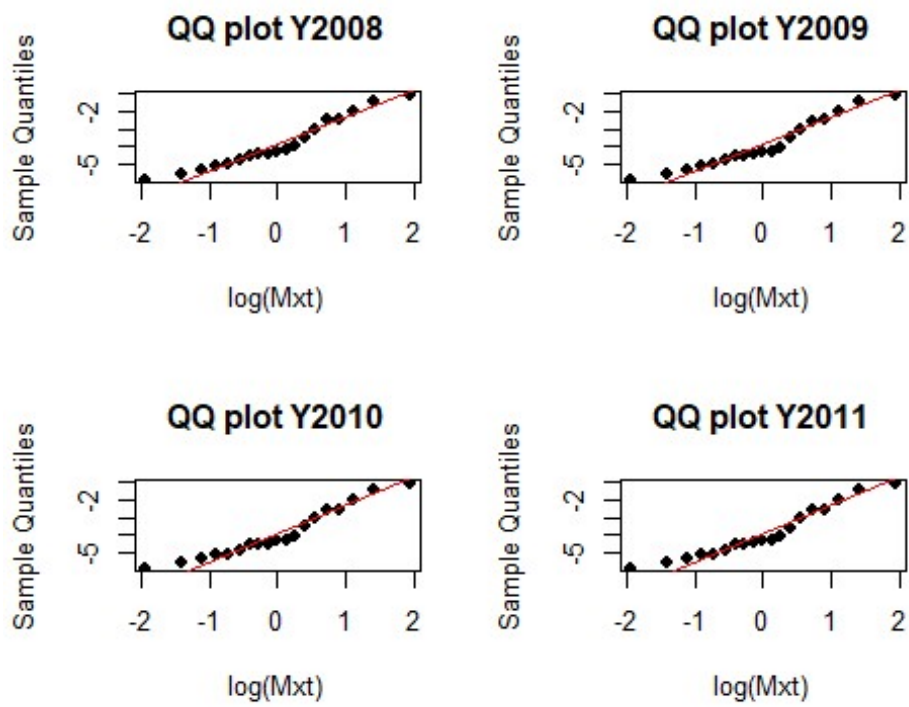 QQ plot Y2008
Sample Quantiles
-2
-5
-2 -1 0 1 2
log(Mxt)
QQ plot Y2009
Sample Quantiles
-2
-5
-2 -1 0 1 2
log(Mxt)
QQ plot Y2010
Sample Quantiles
-2
-5
-2 -1 0 1 2
log(Mxt)
QQ plot Y2011
Sample Quantiles
-2
-5
-2 -1 0 1 2
log(Mxt)